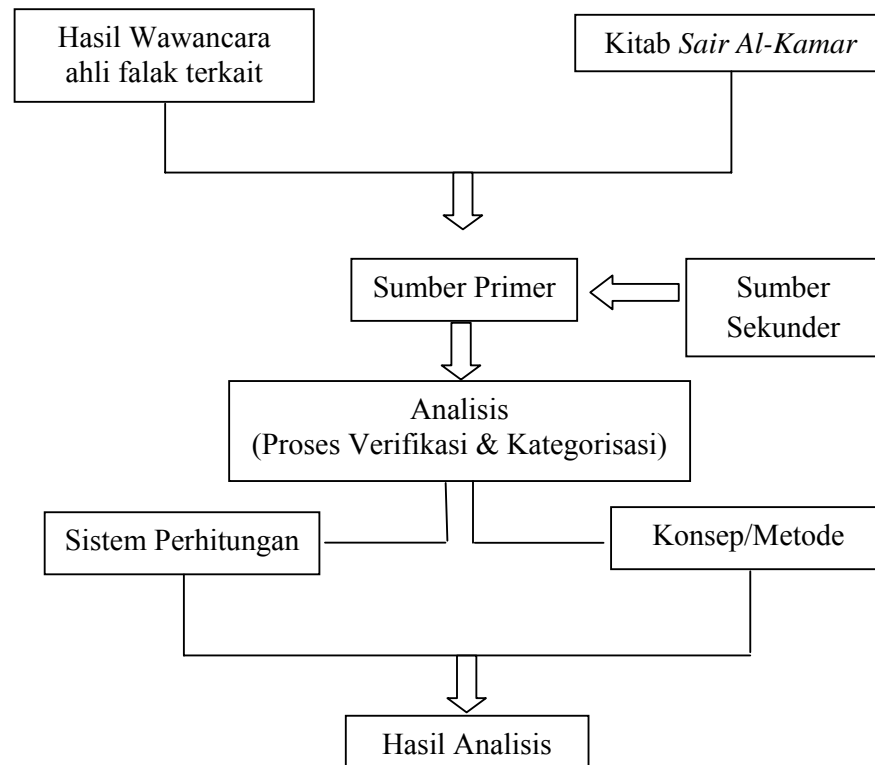 Hasil Wawancara
ahli falak terkait
Kitab Sair Al-Kamar
Sumber Primer
Sumber
Sekunder
Analisis
(Proses Verifikasi & Kategorisasi)
Sistem Perhitungan
Konsep/Metode
Hasil Analisis